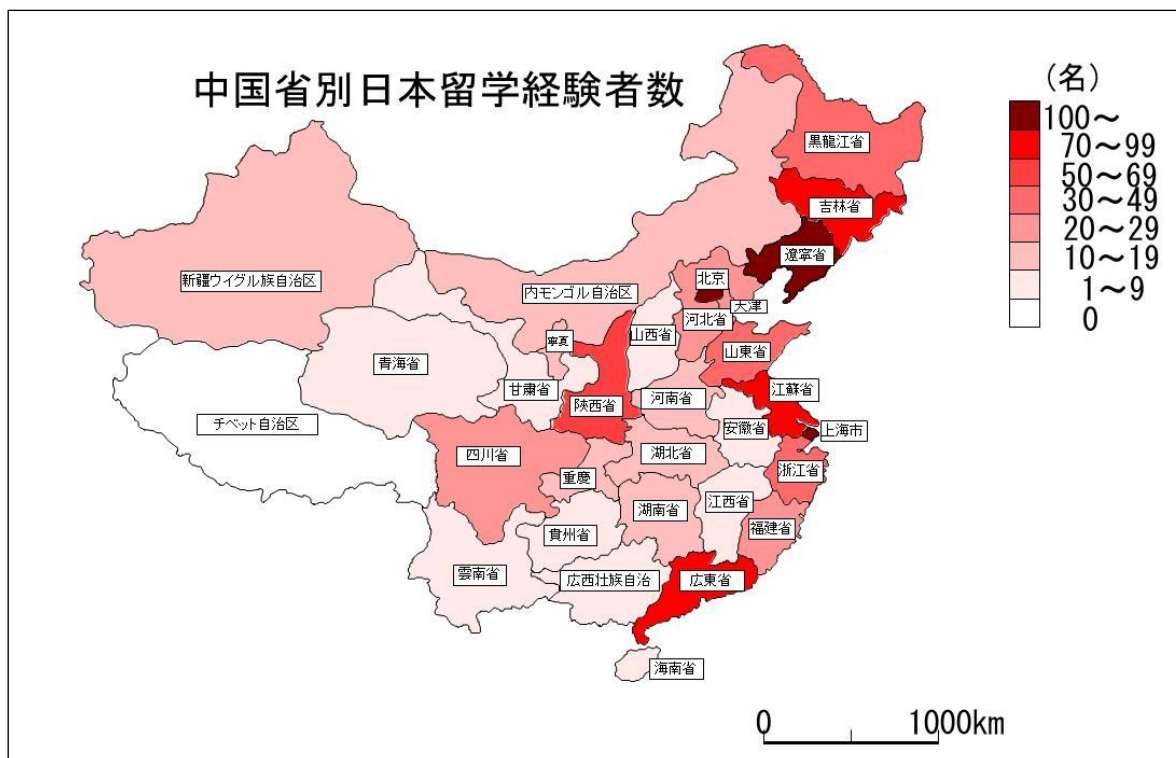 中国省別日本留学経験者数
(名)
100～
70～99
50～69
30～49
20～29
10～19
1～9
0
黒龍江省
吉林省
遼寧省
新疆ウイグル族自治区
内モンゴル自治区
北京
天津
河北省
山西省
寧夏
山東省
青海省
甘粛省
陝西省
河南省
江蘇省
チベット自治区
安徽省
上海市
四川省
湖北省
重慶
浙江省
江西省
湖南省
貴州省
福建省
雲南省
広西壮族自治
広東省
海南省
0
1000km